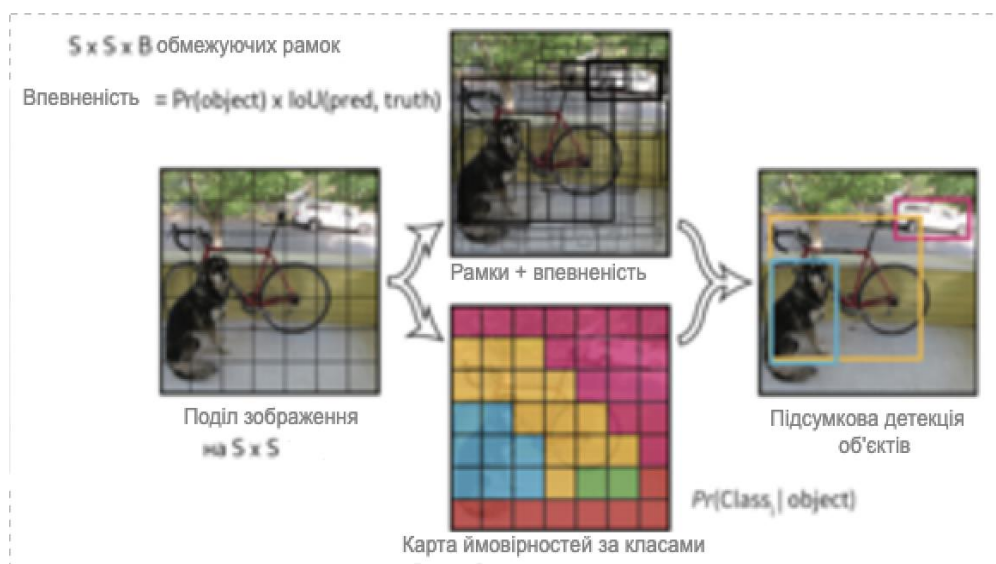 S x S x B обмежуючих рамок
Впевненість = Pr(object) x IoU(pred, truth)
Рамки + впевненість
Поділ зображення
на S x S
Підсумкова детекція
об'єктів
Pr(Classᵢ | object)
Карта ймовірностей за класами